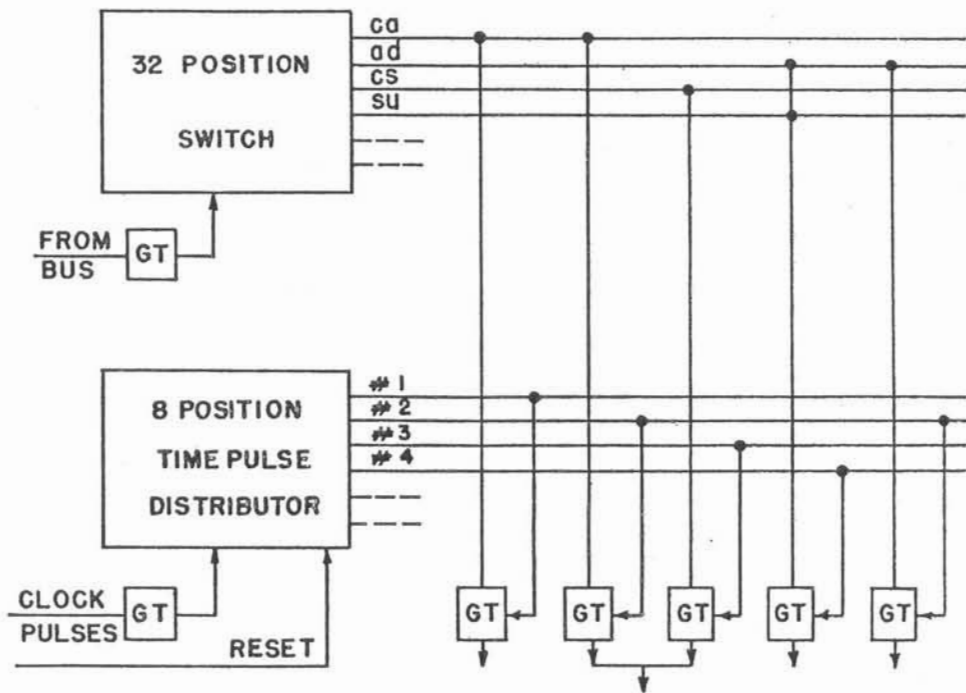 32 POSITION
SWITCH
ca
ad
cs
su
FROM
BUS
GT
8 POSITION
TIME PULSE
DISTRIBUTOR
#1
#2
#3
#4
CLOCK
PULSES
GT
RESET
GT
GT
GT
GT
GT